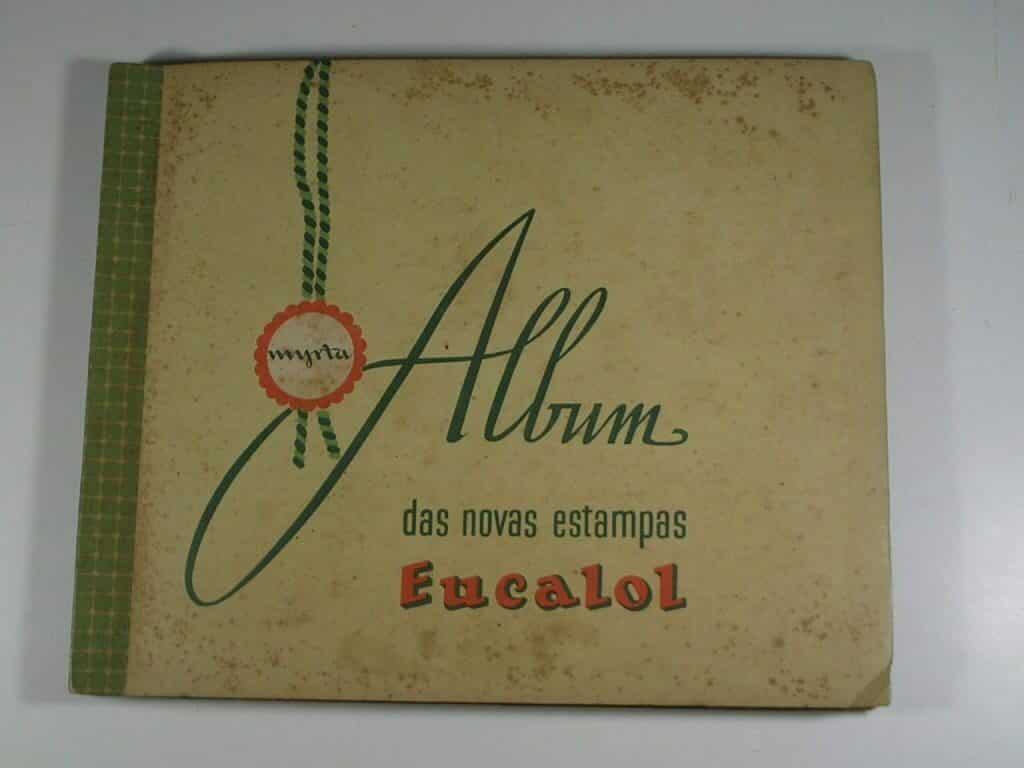 myrta
Album
das novas estampas
Eucalol